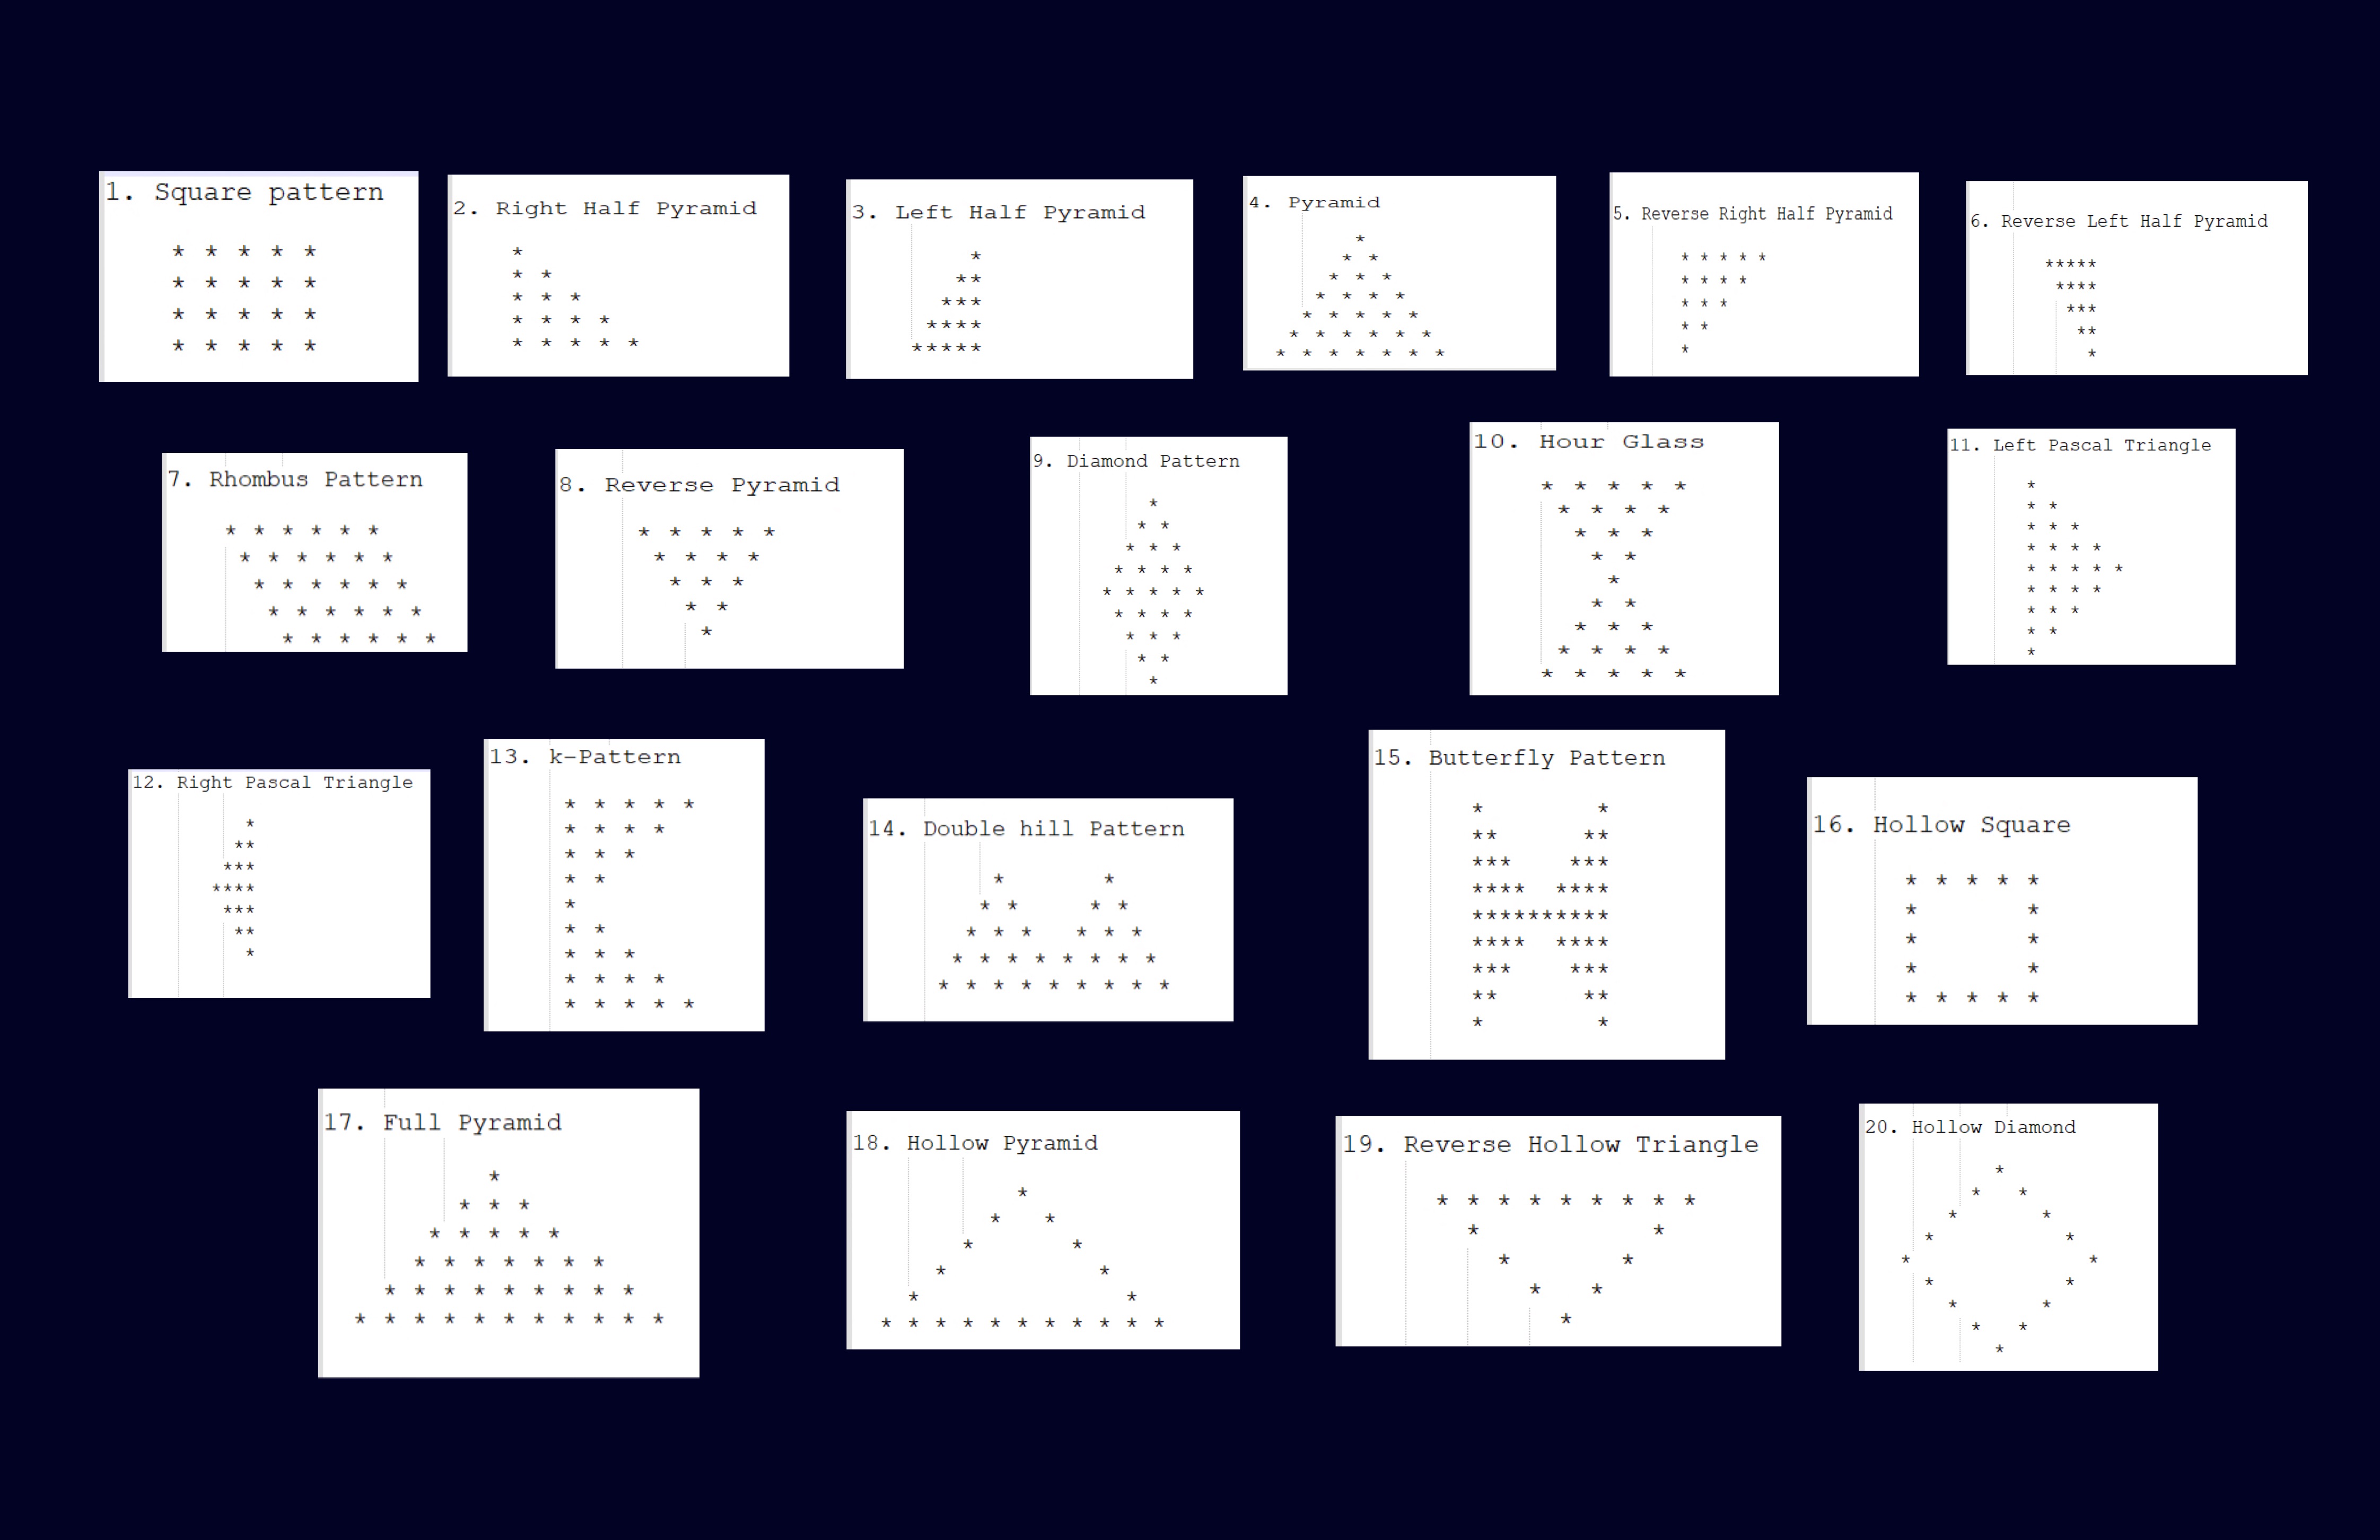 1. Square pattern
* * * * *
* * * * *
* * * * *
* * * * *
2. Right Half Pyramid
*
* *
* * *
* * * *
* * * * *
3. Left Half Pyramid
    *
   **
  ***
 ****
*****
4. Pyramid
      *
     * *
    * * *
   * * * *
  * * * * *
 * * * * * *
* * * * * * *
5. Reverse Right Half Pyramid
* * * * *
* * * *
* * *
* *
*
6. Reverse Left Half Pyramid
*****
 ****
  ***
   **
    *
7. Rhombus Pattern
* * * * * *
 * * * * * *
  * * * * * *
   * * * * * *
    * * * * * *
8. Reverse Pyramid
* * * * *
 * * * *
  * * *
   * *
    *
9. Diamond Pattern
    *
   * *
  * * *
 * * * *
* * * * *
 * * * *
  * * *
   * *
    *
10. Hour Glass
* * * * *
 * * * *
  * * *
   * *
    *
   * *
  * * *
 * * * *
* * * * *
11. Left Pascal Triangle
*
* *
* * *
* * * *
* * * * *
* * * *
* * *
* *
*
12. Right Pascal Triangle
   *
  **
 ***
****
 ***
  **
   *
13. k-Pattern
* * * * *
* * * *
* * *
* *
*
* *
* * *
* * * *
* * * * *
14. Double hill Pattern
    *       *
   * *     * *
  * * *   * * *
 * * * * * * * *
* * * * * * * * *
15. Butterfly Pattern
*        *
**      **
***    ***
****  ****
**********
****  ****
***    ***
**      **
*        *
16. Hollow Square
* * * * *
*       *
*       *
*       *
* * * * *
17. Full Pyramid
         *
       * * *
     * * * * *
    * * * * * * *
  * * * * * * * * *
* * * * * * * * * * *
18. Hollow Pyramid
          *
        *   *
      *       *
    *           *
  *               *
* * * * * * * * * * *
19. Reverse Hollow Triangle
* * * * * * * * *
  *           *
    *       *
      *   *
        *
20. Hollow Diamond
        *
      *   *
    *       *
  *           *
*               *
  *           *
    *       *
      *   *
        *